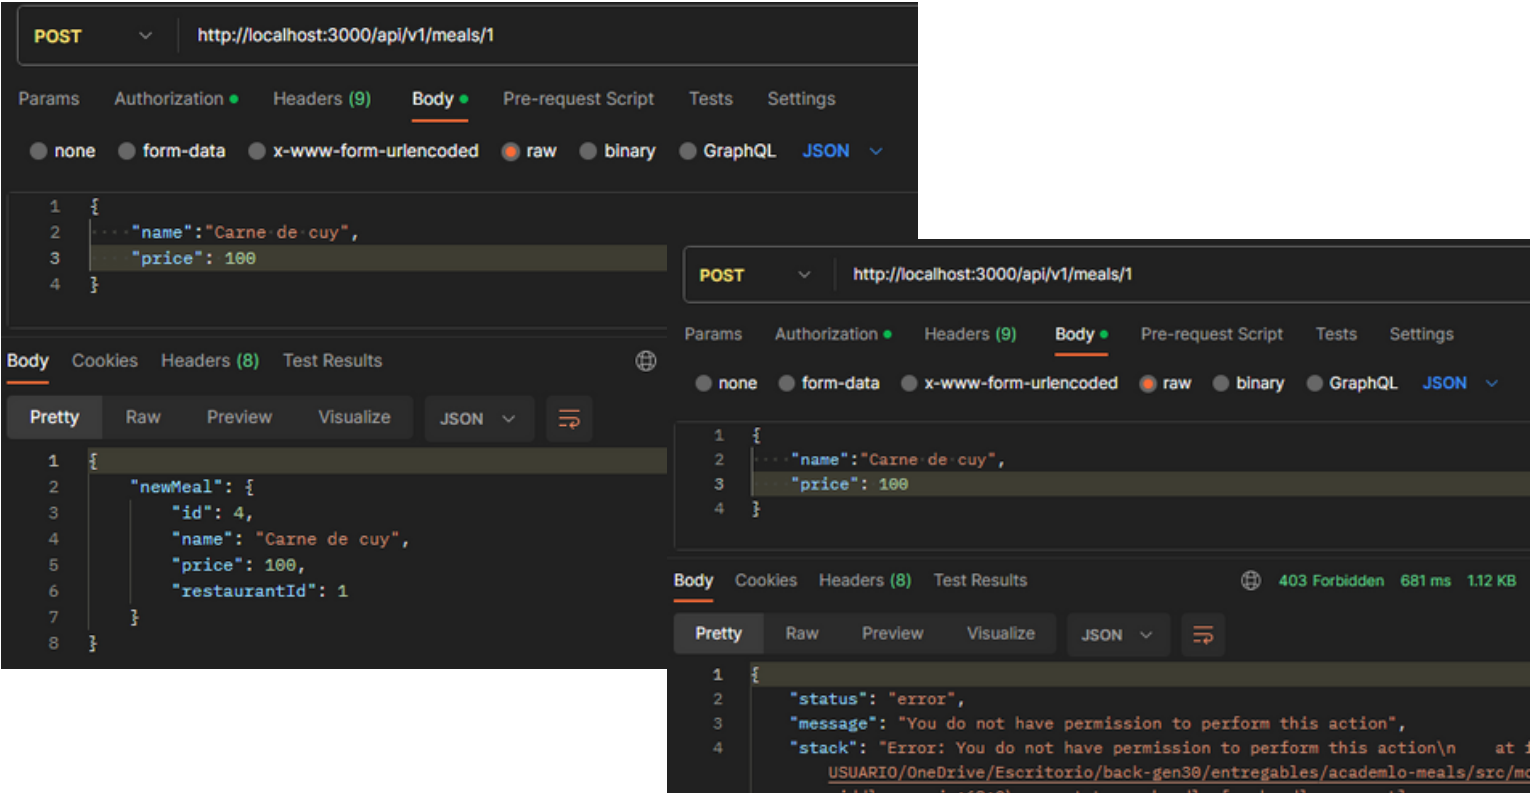 POST http://localhost:3000/api/v1/meals/1
Params Authorization Headers (9) Body Pre-request Script Tests Settings
none form-data x-www-form-urlencoded raw binary GraphQL JSON
1 {
2 "name":"Carne de cuy",
3 "price": 100
4 }
Body Cookies Headers (8) Test Results
Pretty Raw Preview Visualize JSON
1 {
2 "newMeal": {
3 "id": 4,
4 "name": "Carne de cuy",
5 "price": 100,
6 "restaurantId": 1
7 }
8 }
POST http://localhost:3000/api/v1/meals/1
Params Authorization Headers (9) Body Pre-request Script Tests Settings
none form-data x-www-form-urlencoded raw binary GraphQL JSON
1 {
2 "name":"Carne de cuy",
3 "price": 100
4 }
Body Cookies Headers (8) Test Results 403 Forbidden 681 ms 1.12 KB
Pretty Raw Preview Visualize JSON
1 {
2 "status": "error",
3 "message": "You do not have permission to perform this action",
4 "stack": "Error: You do not have permission to perform this action\n at
USUARIO/OneDrive/Escritorio/back-gen30/entregables/academlo-meals/src/mo